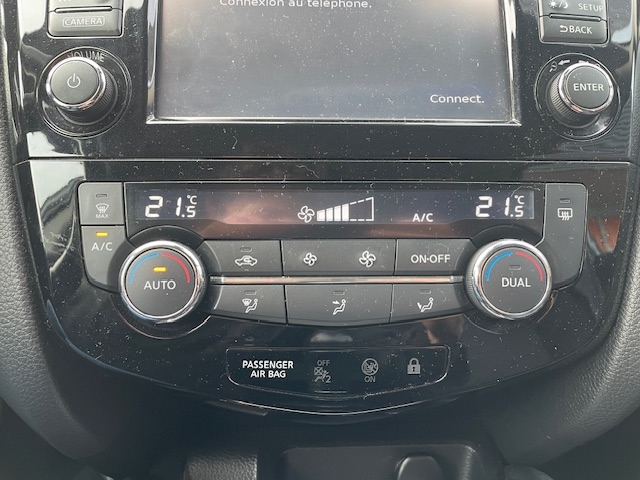 Connexion au téléphone.
CAMERA
SETUP
BACK
VOLUME
ENTER
Connect.
MAX
21.5 °C
A/C
21.5 °C
A/C
AUTO
ON·OFF
DUAL
PASSENGER
AIR BAG
OFF
2
ON